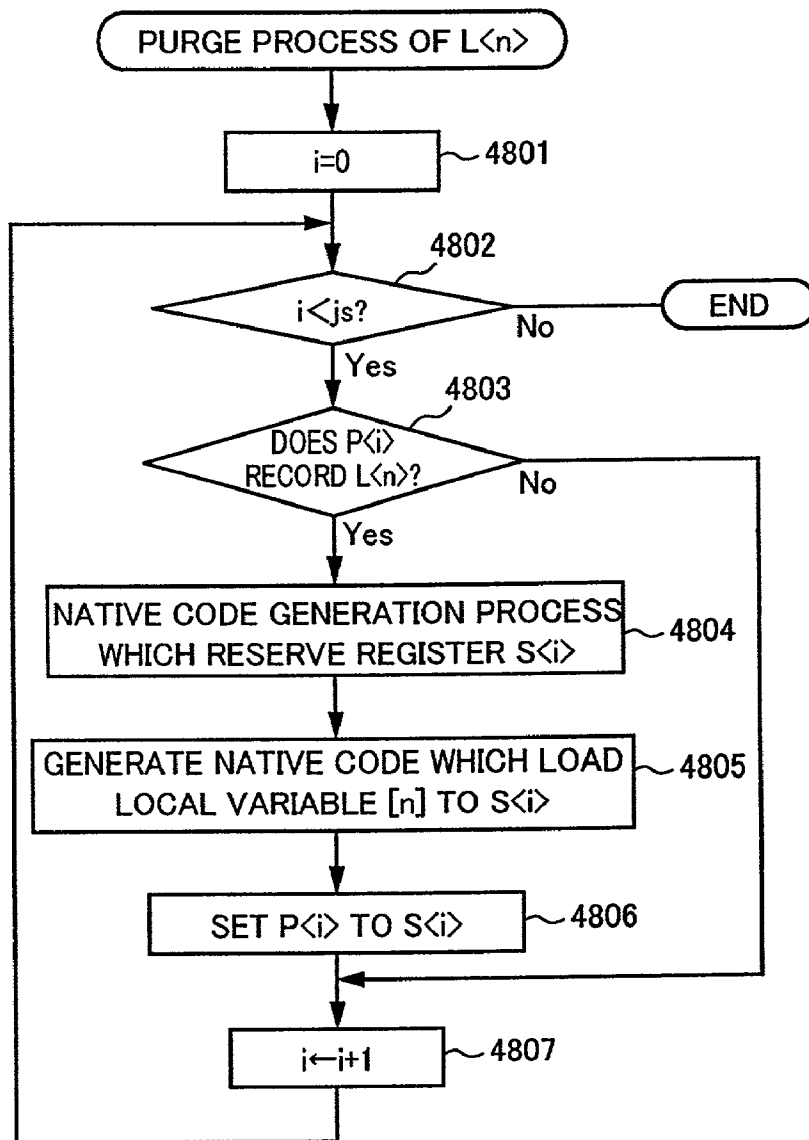 PURGE PROCESS OF L<n>
i=0
4801
4802
i<js?
No
END
Yes
4803
DOES P<i>
RECORD L<n>?
No
Yes
NATIVE CODE GENERATION PROCESS
WHICH RESERVE REGISTER S<i>
4804
GENERATE NATIVE CODE WHICH LOAD
LOCAL VARIABLE [n] TO S<i>
4805
SET P<i> TO S<i>
4806
i←i+1
4807